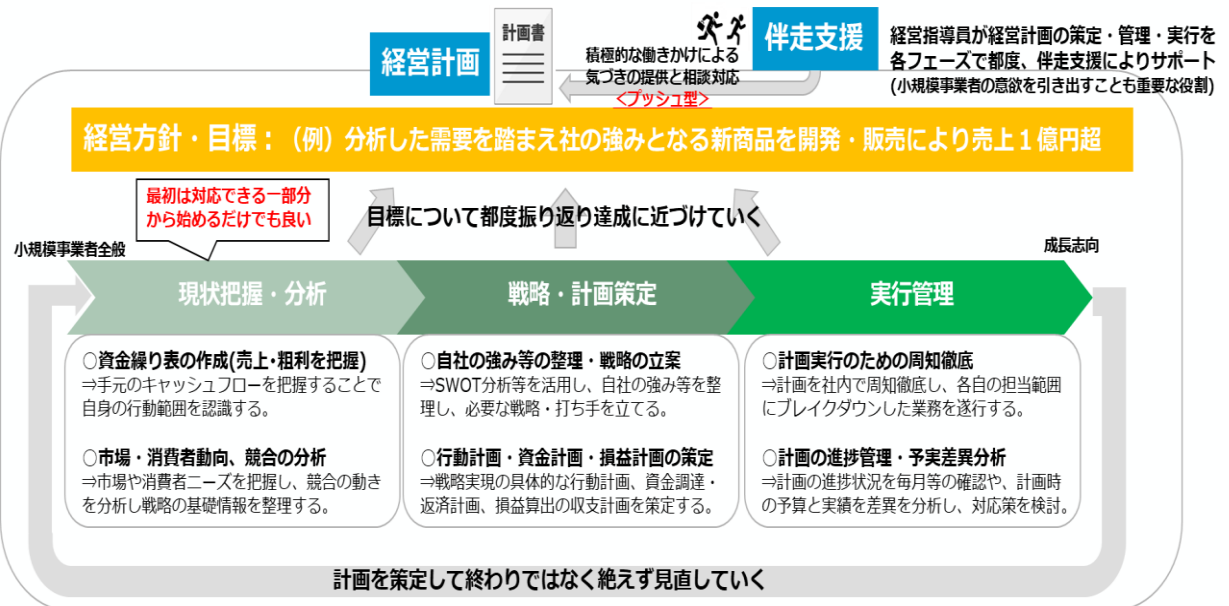 計画書
経営計画
積極的な働きかけによる
気づきの提供と相談対応
<プッシュ型>
伴走支援
経営指導員が経営計画の策定・管理・実行を
各フェーズで都度、伴走支援によりサポート
(小規模事業者の意欲を引き出すことも重要な役割)
経営方針・目標：（例）分析した需要を踏まえ社の強みとなる新商品を開発・販売により売上１億円超
最初は対応できる一部分
から始めるだけでも良い
目標について都度振り返り達成に近づけていく
小規模事業者全般
成長志向
現状把握・分析
戦略・計画策定
実行管理
○資金繰り表の作成(売上・粗利を把握)
⇒手元のキャッシュフローを把握することで
自身の行動範囲を認識する。
○市場・消費者動向、競合の分析
⇒市場や消費者ニーズを把握し、競合の動き
を分析し戦略の基礎情報を整理する。
○自社の強み等の整理・戦略の立案
⇒SWOT分析等を活用し、自社の強み等を整
理し、必要な戦略・打ち手を立てる。
○行動計画・資金計画・損益計画の策定
⇒戦略実現の具体的な行動計画、資金調達・
返済計画、損益算出の収支計画を策定する。
○計画実行のための周知徹底
⇒計画を社内で周知徹底し、各自の担当範囲
にブレイクダウンした業務を遂行する。
○計画の進捗管理・予実差異分析
⇒計画の進捗状況を毎月等の確認や、計画時
の予算と実績を差異を分析し、対応策を検討。
計画を策定して終わりではなく絶えず見直していく